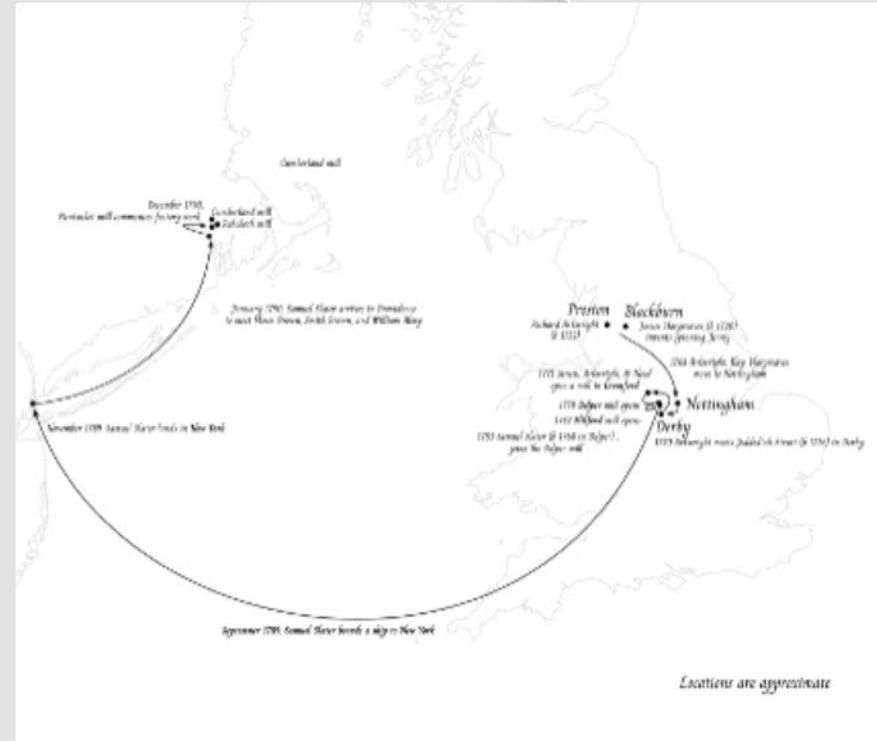 Cumberland mill
December 1790,
Pawtucket mill commences factory work
Cumberland mill
Rehoboth mill
January 1790, Samuel Slater arrives in Providence
to meet Moses Brown, Smith Brown, and William Almy
November 1789, Samuel Slater lands in New York
September 1789, Samuel Slater boards a ship to New York
Preston
Richard Arkwright
(b 1732)
Blackburn
James Hargreaves (b 1720)
invents Spinning Jenny
Arkwright, Kay, Hargreaves
move to Nottingham
1771 Strutt, Arkwright, & Need
open a mill in Cromford
1778 Belper mill opens
Milford mill opens
1783 Samuel Slater (b 1768 in Belper),
joins the Belper mill
Nottingham
Derby
Arkwright meets Jedediah Strutt (b 1726) in Derby
Locations are approximate